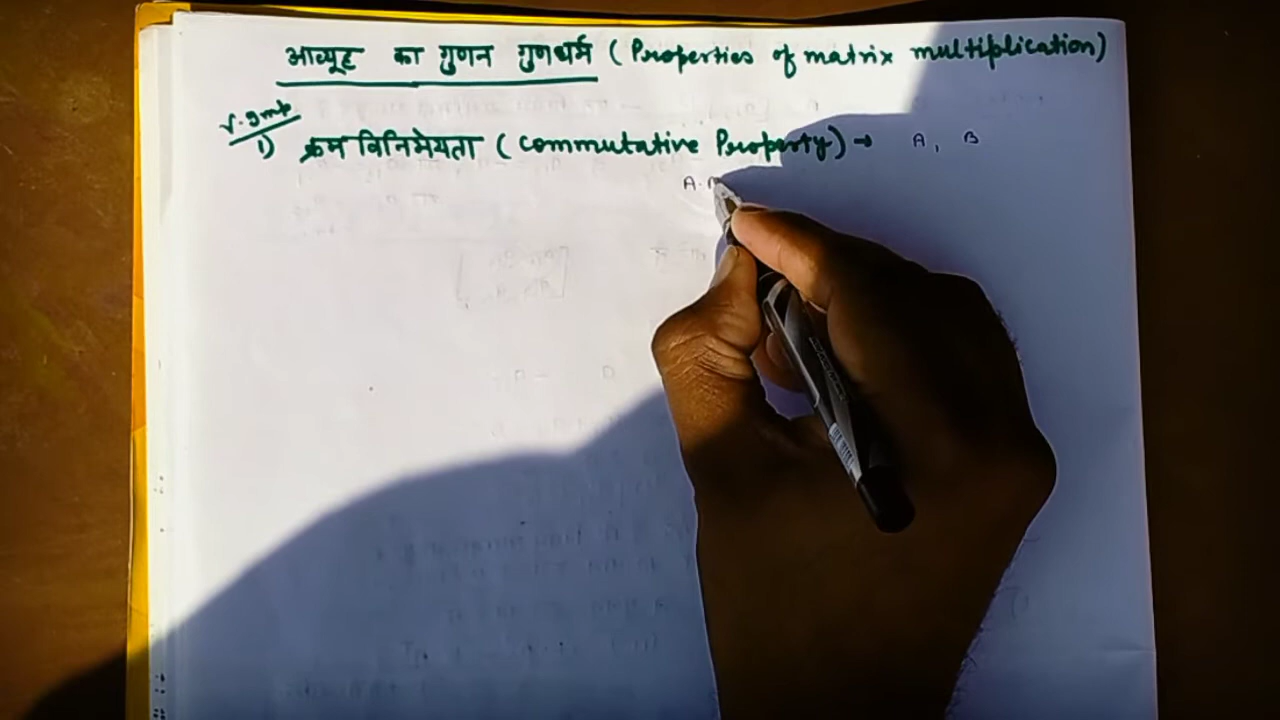 आव्यूह का गुणन गुणधर्म (Properties of matrix multiplication)
v.Imp
1) क्रम विनिमेयता (Commutative Property) → A, B
A.